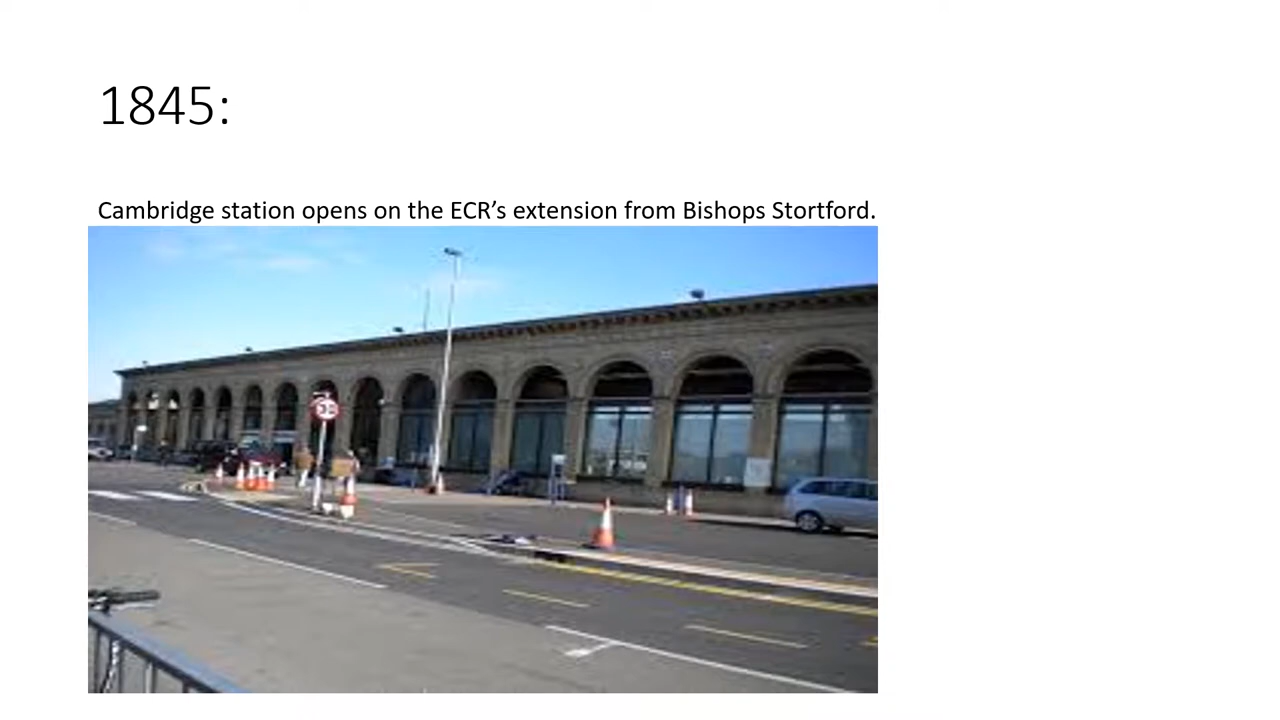 1845:
Cambridge station opens on the ECR’s extension from Bishops Stortford.